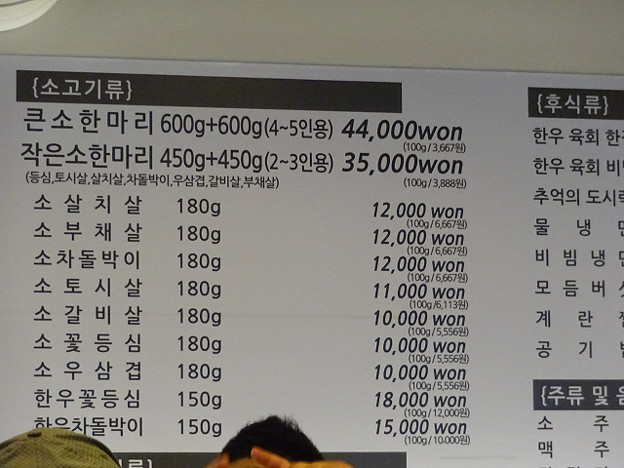 {소고기류}
큰소한마리 600g+600g(4~5인용) 44,000won
(100g/3,667원)
작은소한마리 450g+450g(2~3인용) 35,000won
(등심,토시살,살치살,차돌박이,우삼겹,갈비살,부채살) (100g/3,888원)
소살치살 180g 12,000 won
(100g/6,667원)
소부채살 180g 12,000 won
(100g/6,667원)
소차돌박이 180g 12,000 won
(100g/6,667원)
소토시살 180g 11,000 won
(100g/6,113원)
소갈비살 180g 10,000 won
(100g/5,556원)
소꽃등심 180g 10,000 won
(100g/5,556원)
소우삼겹 180g 10,000 won
(100g/5,556원)
한우꽃등심 150g 18,000 won
(100g/12,000원)
한우차돌박이 150g 15,000 won
(100g/10,000원)
{후식류}
한우 육회
한우 육회
추억의
물냉
비빔냉
모듬버
계란
공기
{주류 및
소주
맥주